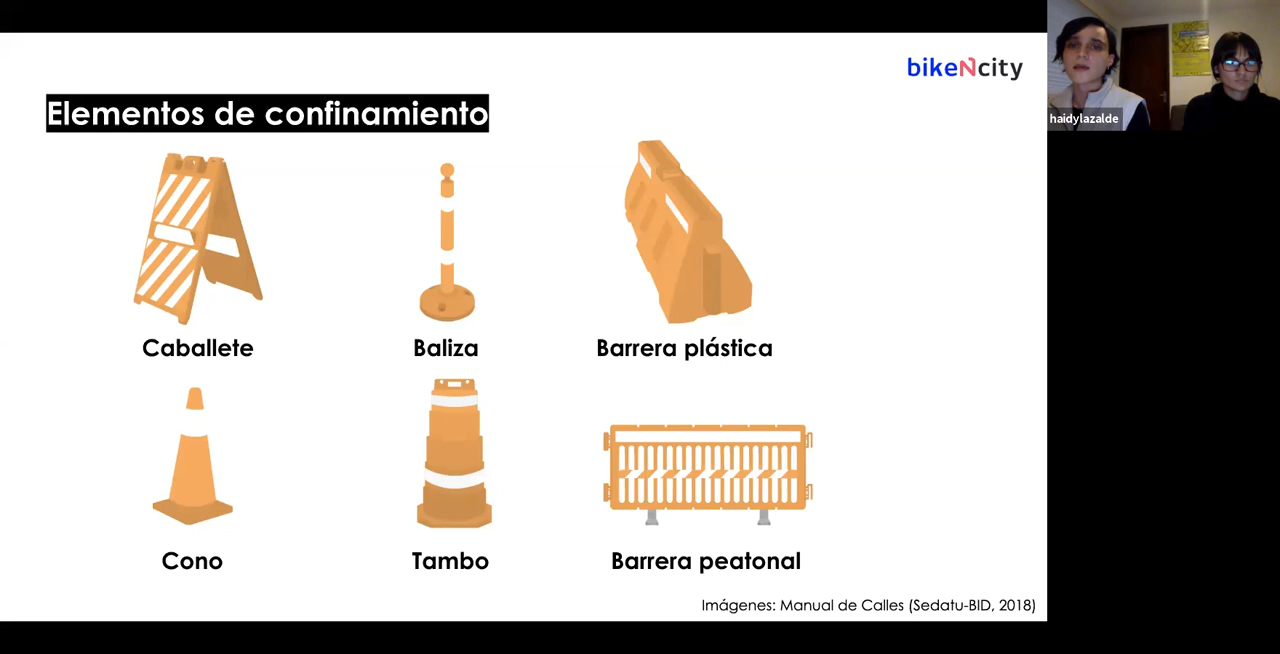 bikeNcity
Elementos de confinamiento
haidylazalde
Caballete
Baliza
Barrera plástica
Cono
Tambo
Barrera peatonal
Imágenes: Manual de Calles (Sedatu-BID, 2018)